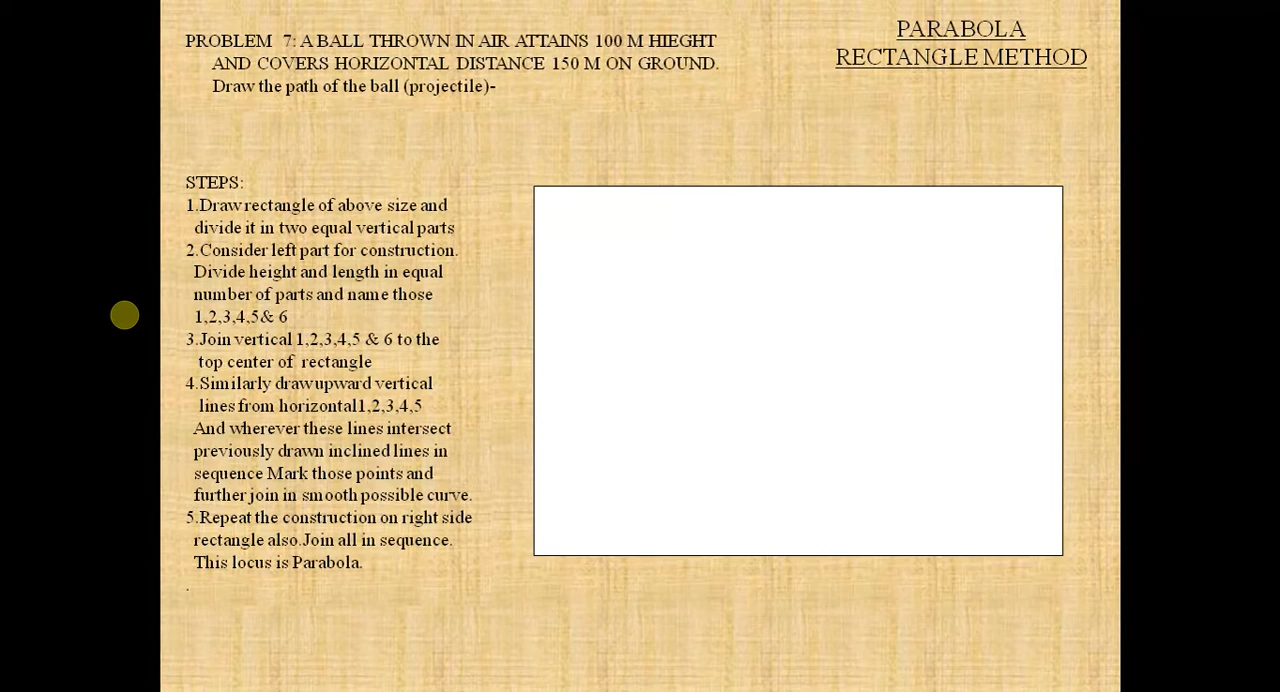 PARABOLA
RECTANGLE METHOD
PROBLEM 7: A BALL THROWN IN AIR ATTAINS 100 M HIEGHT
AND COVERS HORIZONTAL DISTANCE 150 M ON GROUND.
Draw the path of the ball (projectile)-
STEPS:
1.Draw rectangle of above size and
divide it in two equal vertical parts
2.Consider left part for construction.
Divide height and length in equal
number of parts and name those
1,2,3,4,5& 6
3.Join vertical 1,2,3,4,5 & 6 to the
top center of rectangle
4.Similarly draw upward vertical
lines from horizontal1,2,3,4,5
And wherever these lines intersect
previously drawn inclined lines in
sequence Mark those points and
further join in smooth possible curve.
5.Repeat the construction on right side
rectangle also.Join all in sequence.
This locus is Parabola.
.